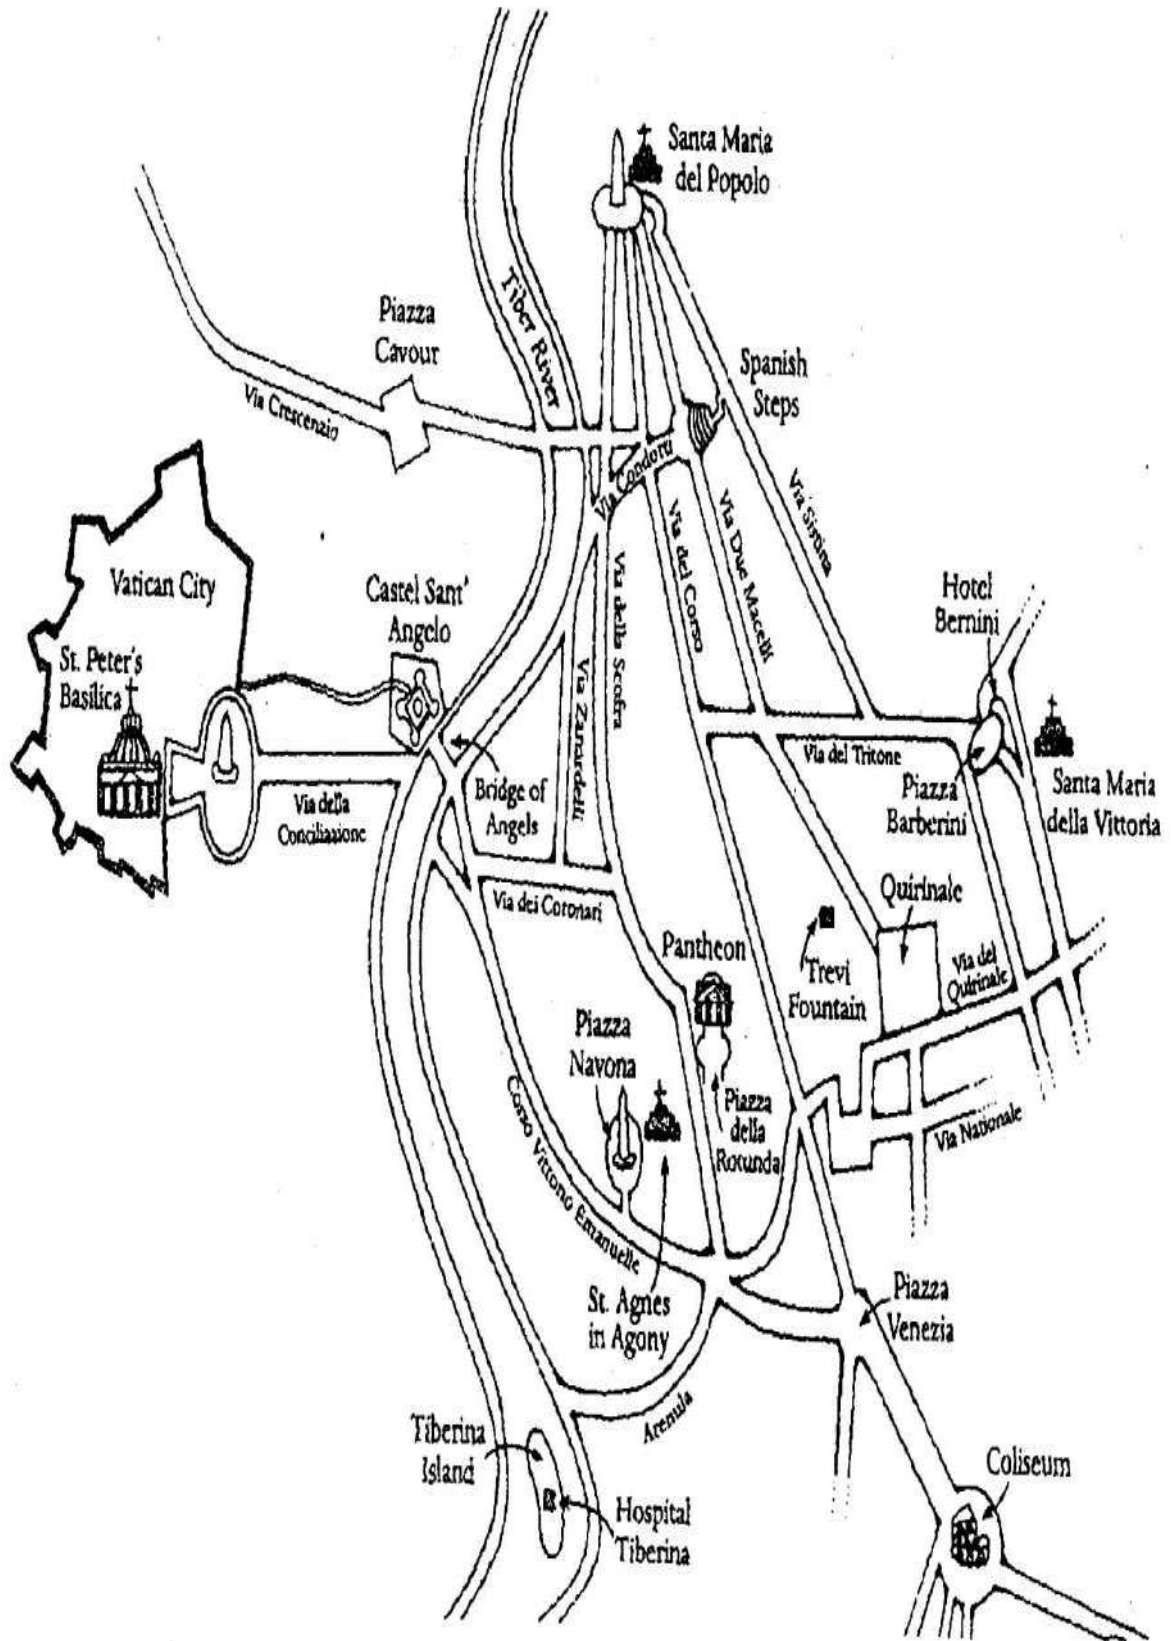 Santa Maria
del Popolo
Tiber River
Piazza
Cavour
Spanish
Steps
Via Crescenzio
Via Condotti
Via Sistina
Via Due Macelli
Via del Corso
Vatican City
Castel Sant'
Angelo
Via della Scofra
Hotel
Bernini
St. Peter's
Basilica
Via Zanardelli
Via del Tritone
Bridge of
Angels
Piazza
Barberini
Santa Maria
della Vittoria
Via della
Conciliazione
Via dei Coronari
Quirinale
Pantheon
Trevi
Fountain
Via del
Quirinale
Piazza
Navona
Piazza
della
Rotunda
Via Nationale
Corso Vittorio Emanuelle
St. Agnes
in Agony
Piazza
Venezia
Arenula
Tiberina
Island
Coliseum
Hospital
Tiberina